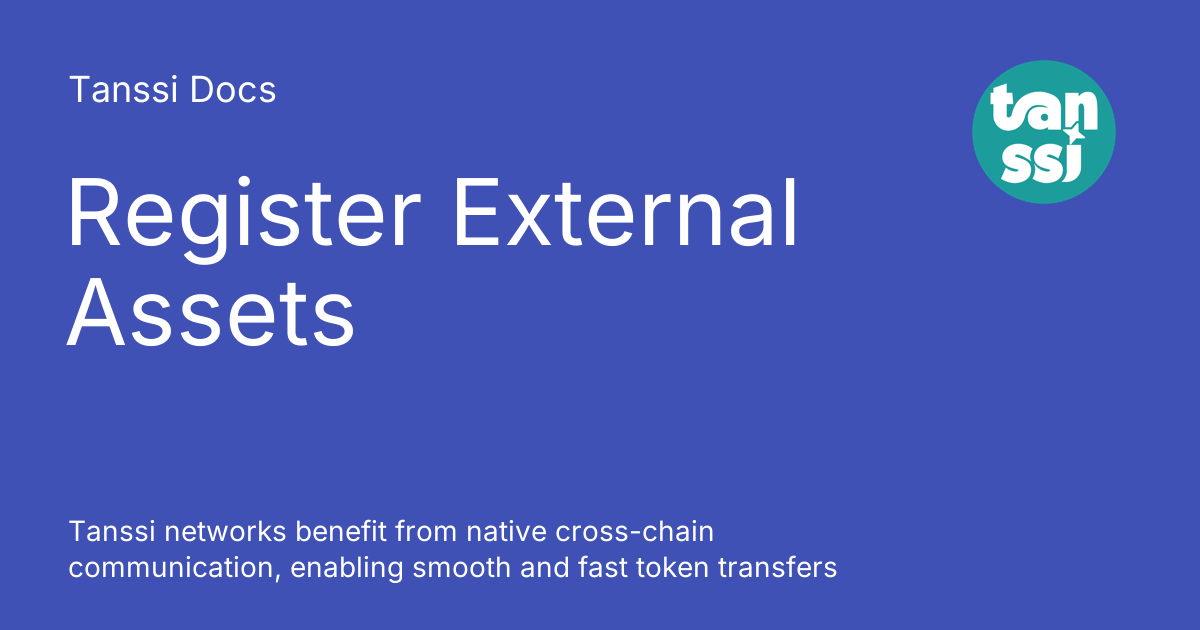 Tanssi Docs
tan
ssi
Register External
Assets
Tanssi networks benefit from native cross-chain
communication, enabling smooth and fast token transfers